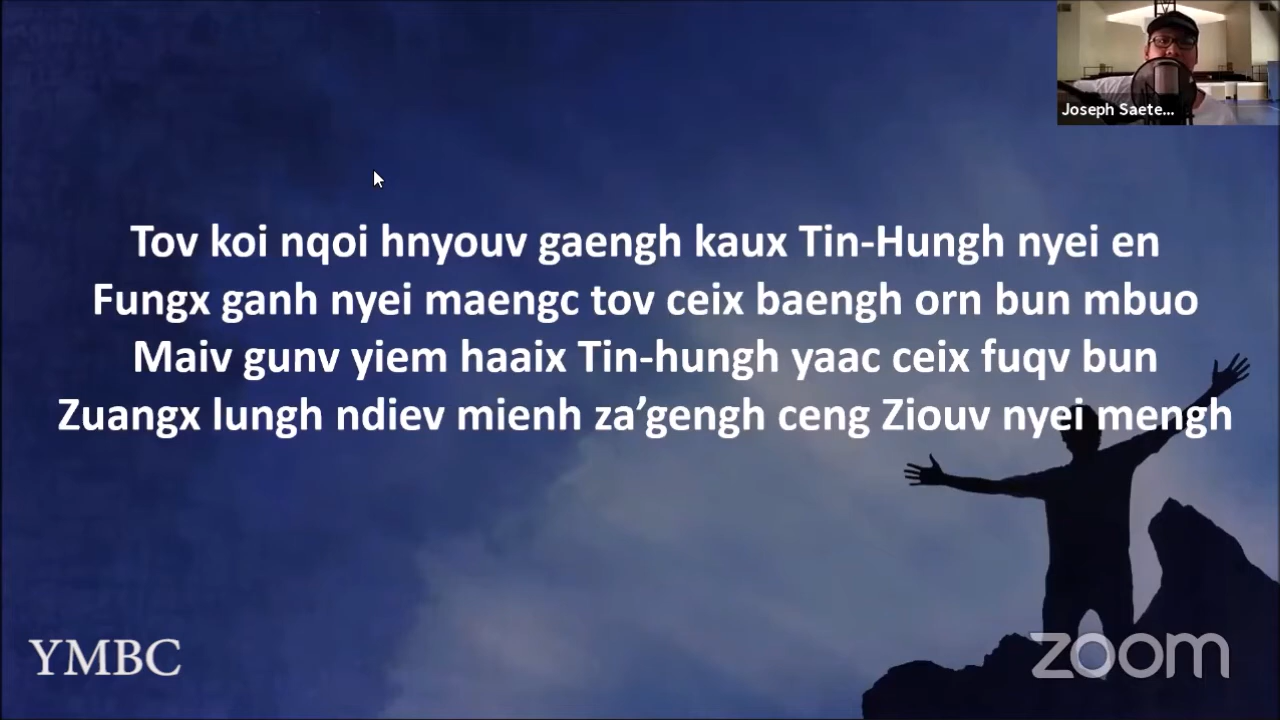 Joseph Saete...
Tov koi nqoi hnyouv gaengh kaux Tin-Hungh nyei en
Fungx ganh nyei maengc tov ceix baengh orn bun mbuo
Maiv gunv yiem haaix Tin-hungh yaac ceix fuqv bun
Zuangx lungh ndiev mienh za’gengh ceng Ziouv nyei mengh
YMBC
zoom